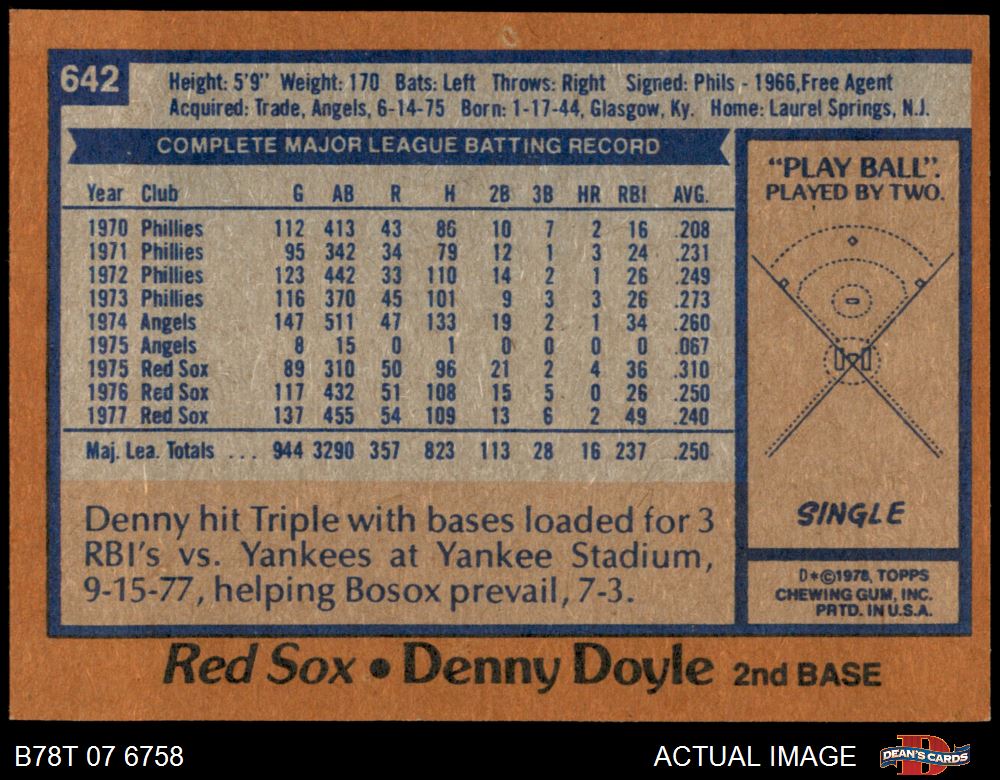 642
Height: 5'9" Weight: 170 Bats: Left Throws: Right Signed: Phils - 1966,Free Agent
Acquired: Trade, Angels, 6-14-75 Born: 1-17-44, Glasgow, Ky. Home: Laurel Springs, N.J.
COMPLETE MAJOR LEAGUE BATTING RECORD
Year Club G AB R H 2B 3B HR RBI AVG.
1970 Phillies 112 413 43 86 10 7 2 16 .208
1971 Phillies 95 342 34 79 12 1 3 24 .231
1972 Phillies 123 442 33 110 14 2 1 26 .249
1973 Phillies 116 370 45 101 9 3 3 26 .273
1974 Angels 147 511 47 133 19 2 1 34 .260
1975 Angels 8 15 0 1 0 0 0 0 .067
1975 Red Sox 89 310 50 96 21 2 4 36 .310
1976 Red Sox 117 432 51 108 15 5 0 26 .250
1977 Red Sox 137 455 54 109 13 6 2 49 .240
Maj. Lea. Totals ... 944 3290 357 823 113 28 16 237 .250
Denny hit Triple with bases loaded for 3
RBI's vs. Yankees at Yankee Stadium,
9-15-77, helping Bosox prevail, 7-3.
"PLAY BALL".
PLAYED BY TWO.
SINGLE
D*©1978, TOPPS
CHEWING GUM, INC.
PRTD. IN U.S.A.
Red Sox • Denny Doyle 2nd BASE
B78T 07 6758
ACTUAL IMAGE
DEAN'S CARDS